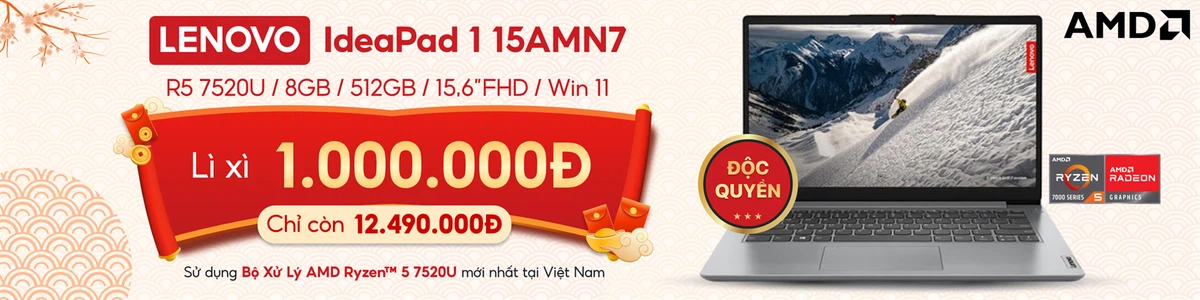 LENOVO IdeaPad 1 15AMN7
R5 7520U / 8GB / 512GB / 15,6"FHD / Win 11
Lì xì 1.000.000Đ
Chỉ còn 12.490.000Đ
Sử dụng Bộ Xử Lý AMD Ryzen™ 5 7520U mới nhất tại Việt Nam
ĐỘC
QUYỀN
Lenovo
Lenovo
AMD
AMD
RYZEN
7000 SERIES 5
AMD
RADEON
GRAPHICS